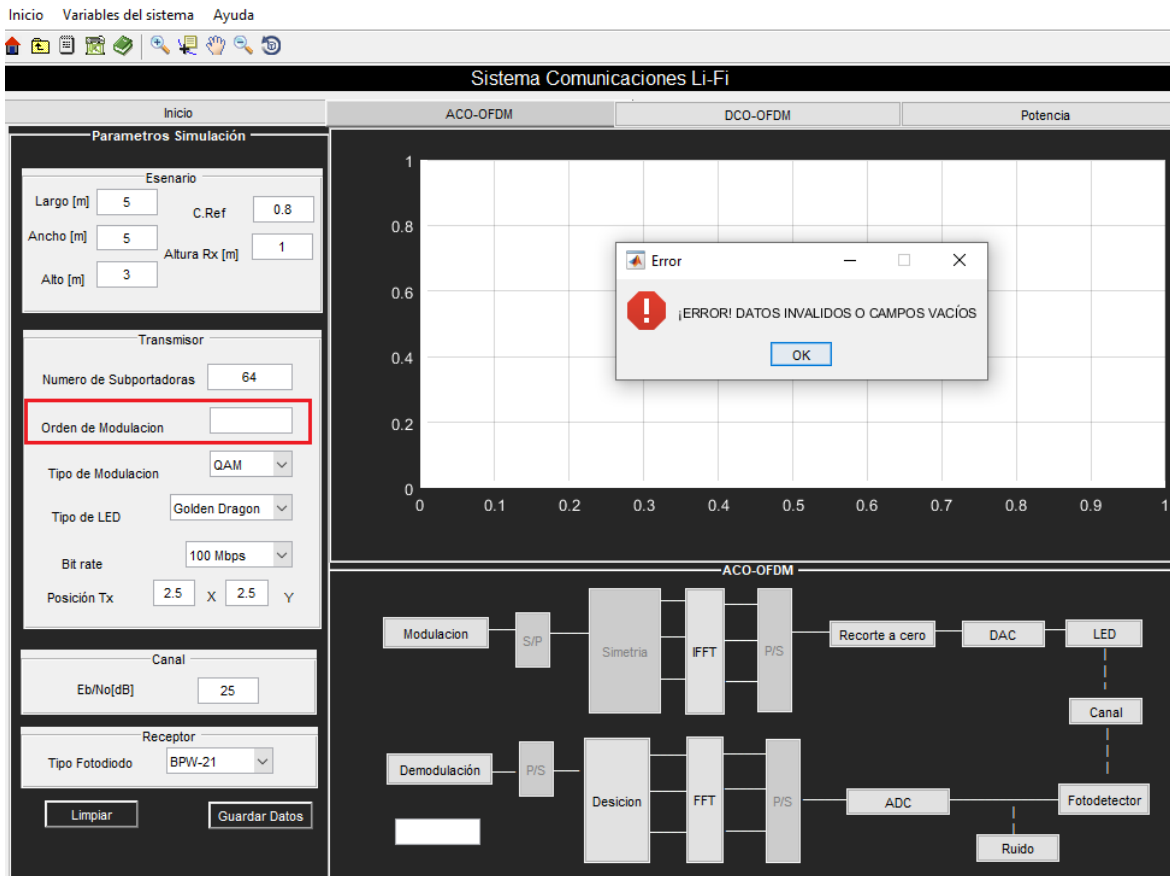 Inicio Variables del sistema Ayuda
Sistema Comunicaciones Li-Fi
Inicio ACO-OFDM DCO-OFDM Potencia
Parametros Simulación
Esenario
Largo [m] 5 C.Ref 0.8
Ancho [m] 5 Altura Rx [m] 1
Alto [m] 3
Transmisor
Numero de Subportadoras 64
Orden de Modulacion
Tipo de Modulacion QAM
Tipo de LED Golden Dragon
Bit rate 100 Mbps
Posición Tx 2.5 X 2.5 Y
Canal
Eb/No[dB] 25
Receptor
Tipo Fotodiodo BPW-21
Limpiar Guardar Datos
1
0.8
0.6
0.4
0.2
0
0 0.1 0.2 0.3 0.4 0.5 0.6 0.7 0.8 0.9 1
Error
¡ERROR! DATOS INVALIDOS O CAMPOS VACÍOS
OK
ACO-OFDM
Modulacion S/P Simetria IFFT P/S Recorte a cero DAC LED
Canal
Demodulación P/S Desicion FFT P/S ADC Fotodetector
Ruido